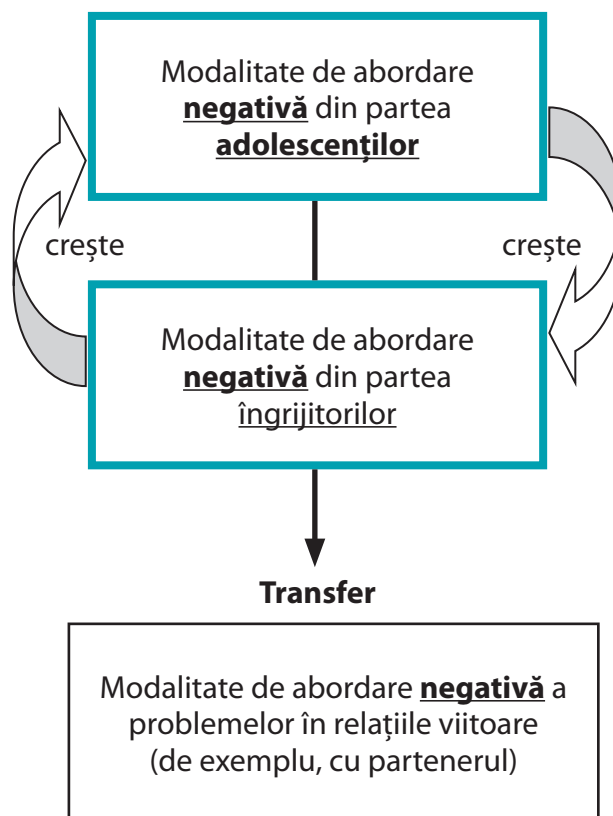 Modalitate de abordare
negativă din partea
adolescenților
crește
crește
Modalitate de abordare
negativă din partea
îngrijitorilor
Transfer
Modalitate de abordare negativă a
problemelor în relațiile viitoare
(de exemplu, cu partenerul)